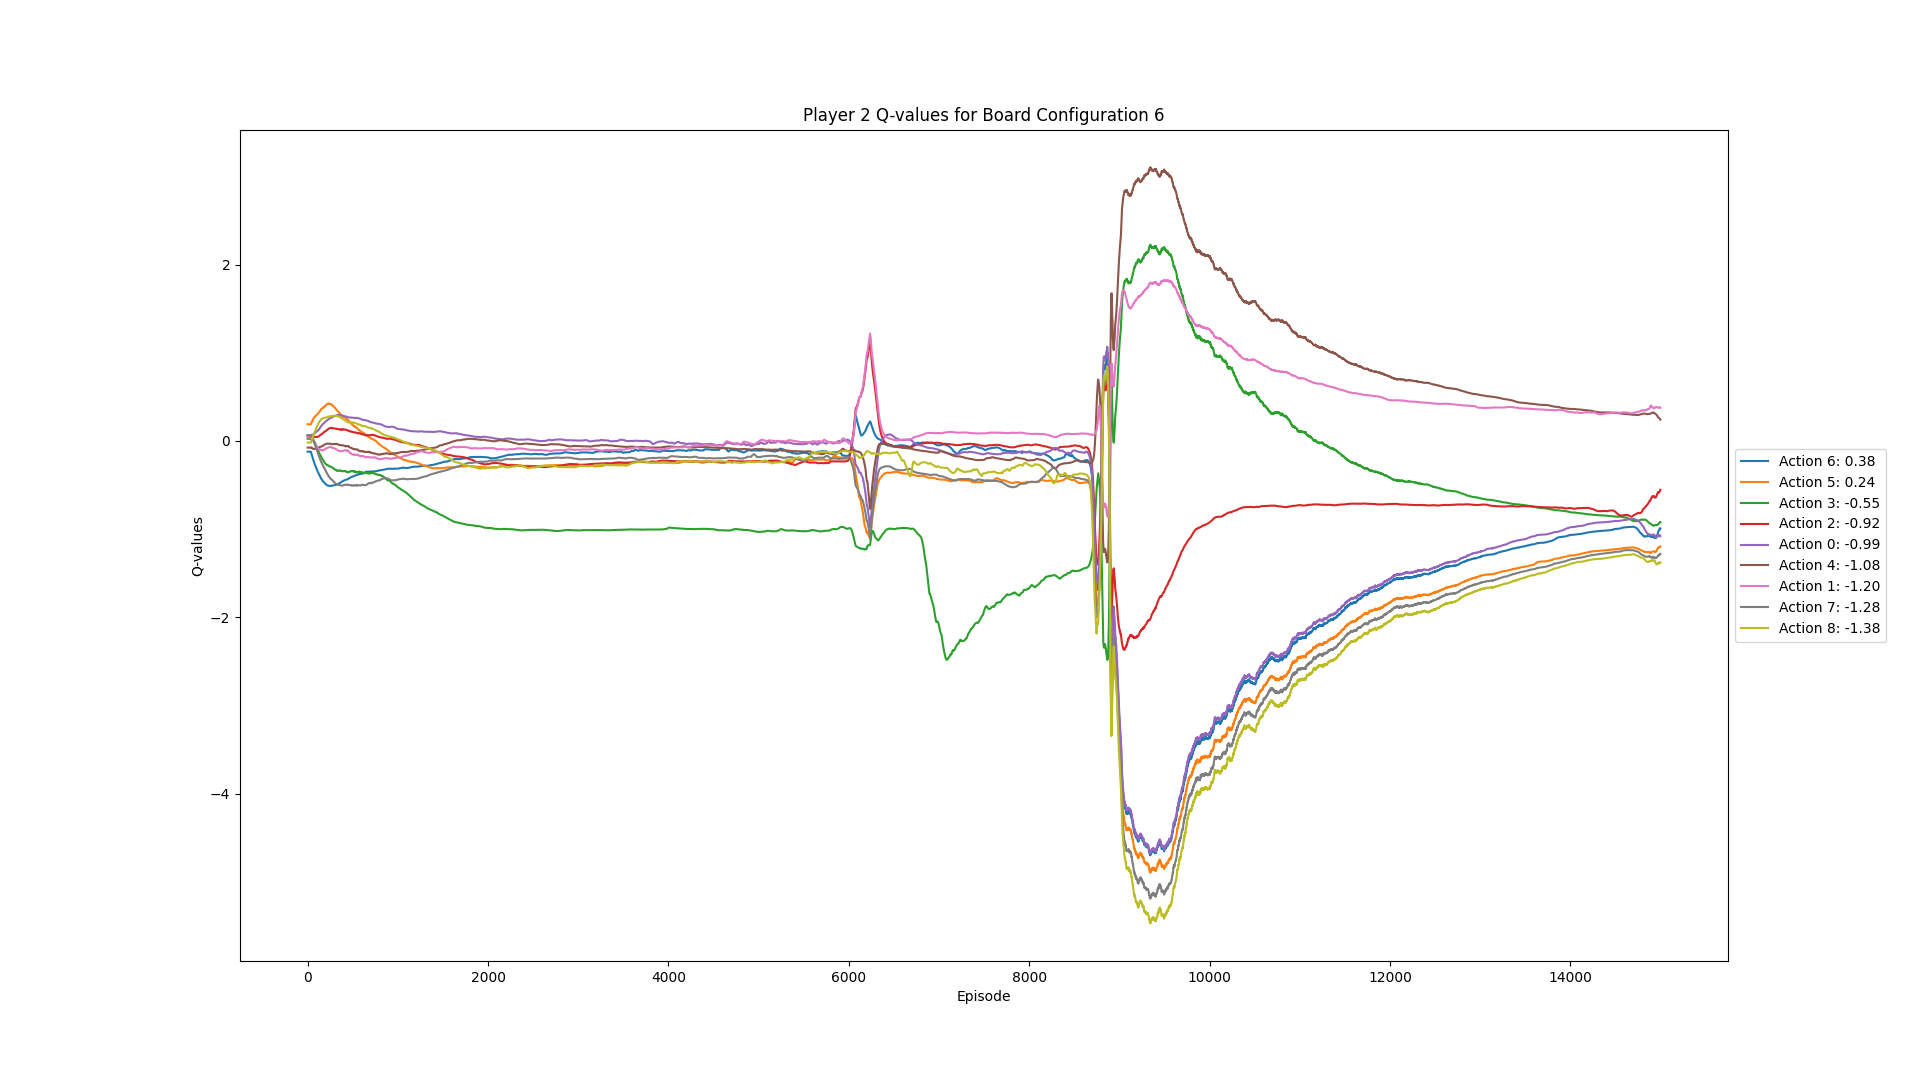 Player 2 Q-values for Board Configuration 6
2
0
−2
−4
Q-values
0 2000 4000 6000 8000 10000 12000 14000
Episode
Action 6: 0.38
Action 5: 0.24
Action 3: -0.55
Action 2: -0.92
Action 0: -0.99
Action 4: -1.08
Action 1: -1.20
Action 7: -1.28
Action 8: -1.38